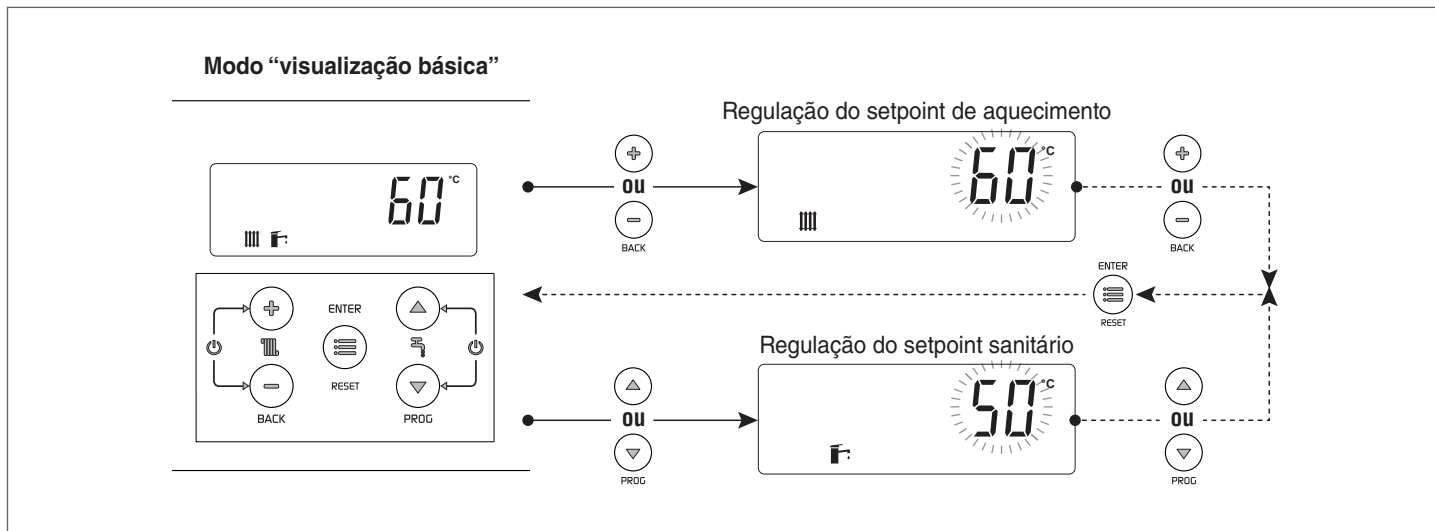 Modo “visualização básica”
60 °C
ENTER
RESET
BACK
PROG
ou
BACK
Regulação do setpoint de aquecimento
60 °C
ou
BACK
ENTER
RESET
ou
PROG
Regulação do setpoint sanitário
50 °C
ou
PROG